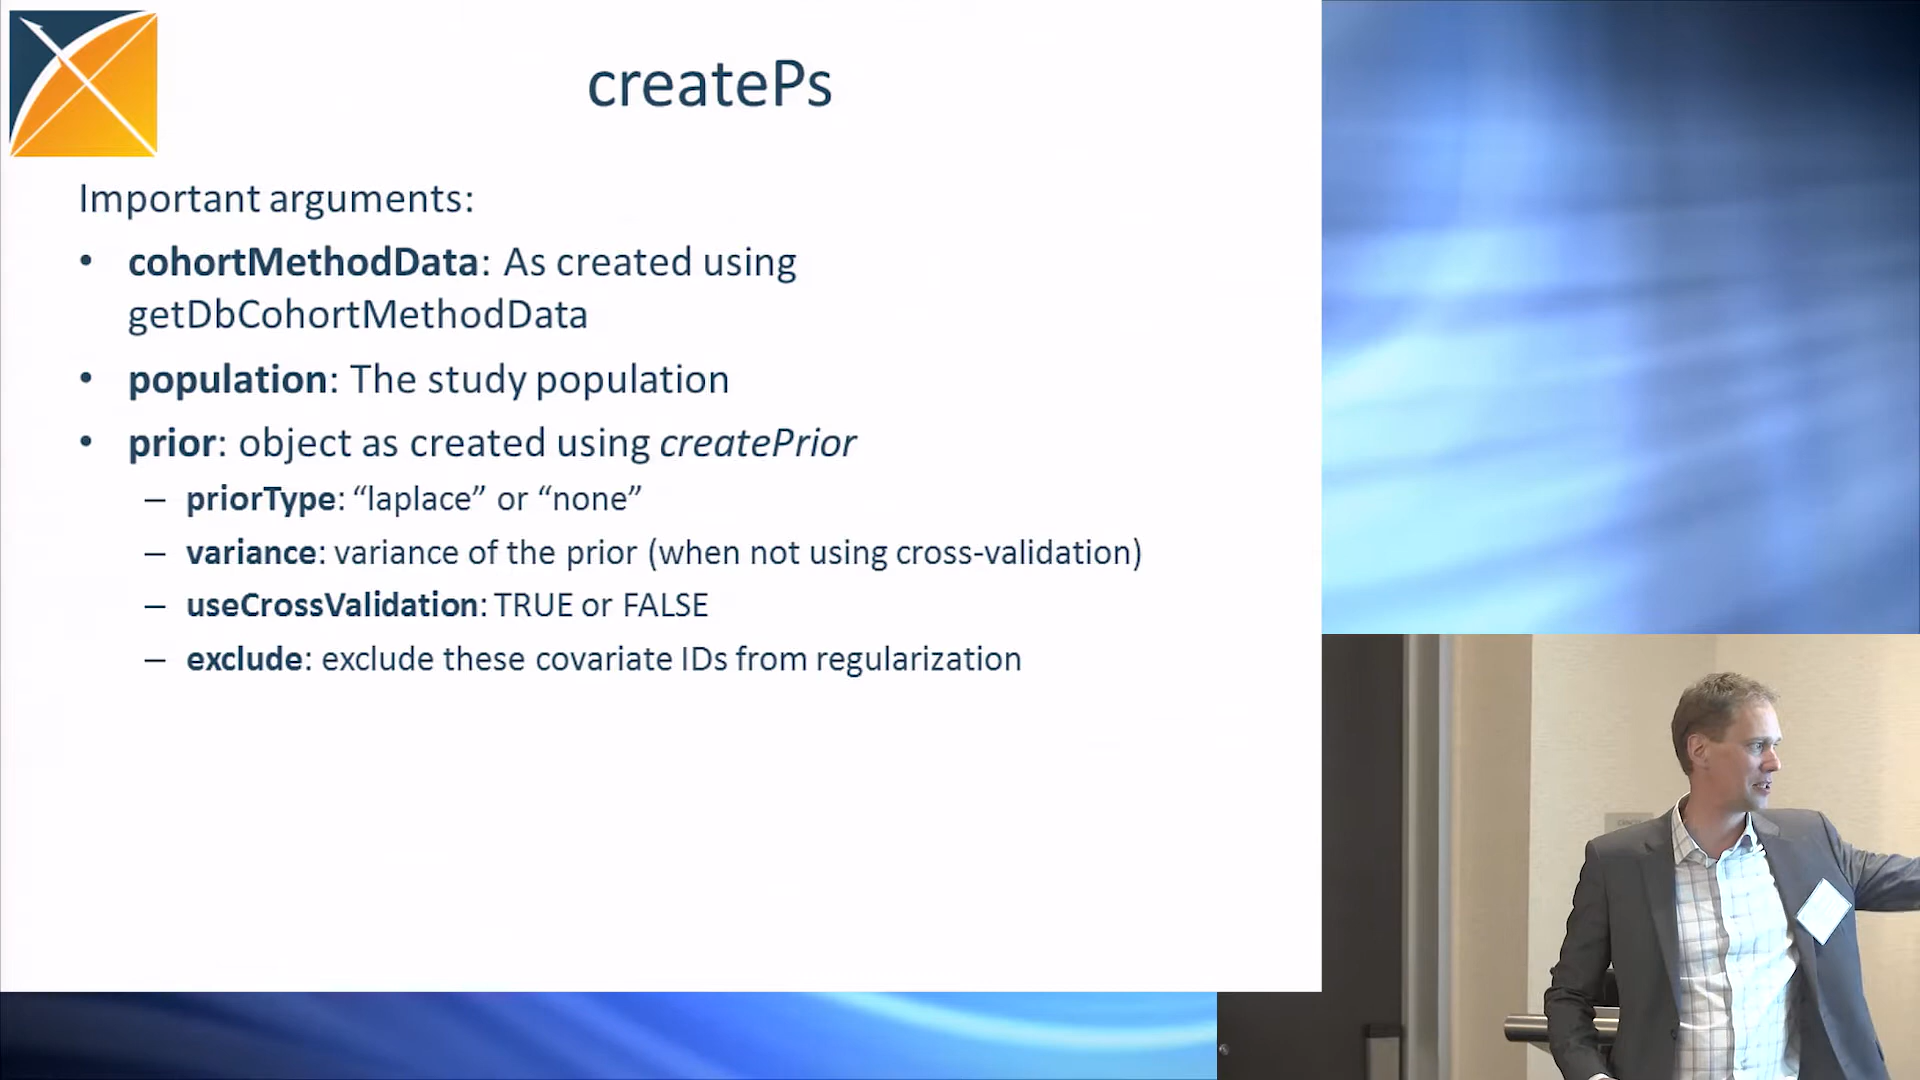 createPs
Important arguments:
• cohortMethodData: As created using
getDbCohortMethodData
• population: The study population
• prior: object as created using createPrior
– priorType: “laplace” or “none”
– variance: variance of the prior (when not using cross-validation)
– useCrossValidation: TRUE or FALSE
– exclude: exclude these covariate IDs from regularization